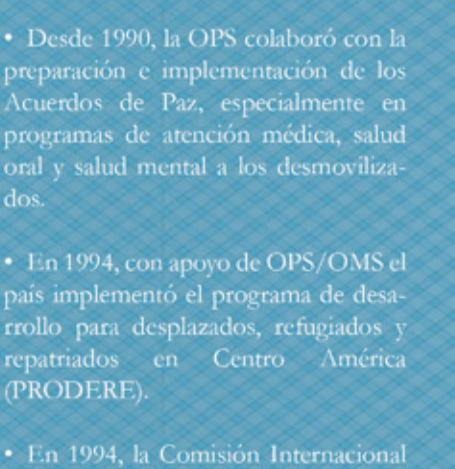 • Desde 1990, la OPS colaboró con la
preparación e implementación de los
Acuerdos de Paz, especialmente en
programas de atención médica, salud
oral y salud mental a los desmoviliza-
dos.
• En 1994, con apoyo de OPS/OMS el
país implementó el programa de desa-
rrollo para desplazados, refugiados y
repatriados en Centro América
(PRODERE).
• En 1994, la Comisión Internacional